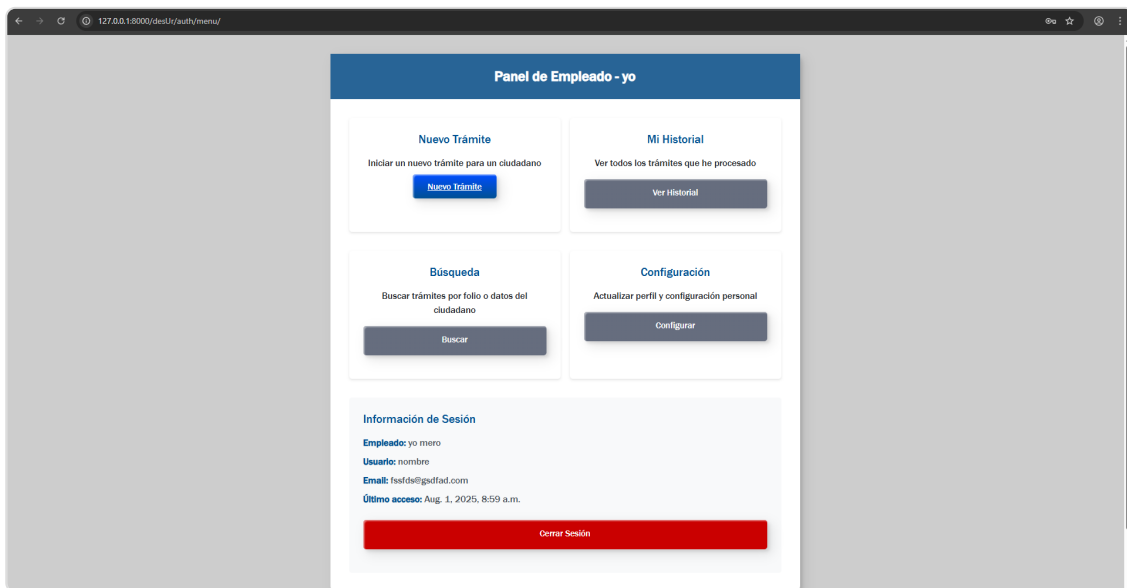 127.0.0.1:8000/desUr/auth/menu/
Panel de Empleado - yo
Nuevo Trámite
Iniciar un nuevo trámite para un ciudadano
Nuevo Trámite
Mi Historial
Ver todos los trámites que he procesado
Ver Historial
Búsqueda
Buscar trámites por folio o datos del
ciudadano
Buscar
Configuración
Actualizar perfil y configuración personal
Configurar
Información de Sesión
Empleado: yo mero
Usuario: nombre
Email: fssfds@gsdfad.com
Último acceso: Aug. 1, 2025, 8:59 a.m.
Cerrar Sesión